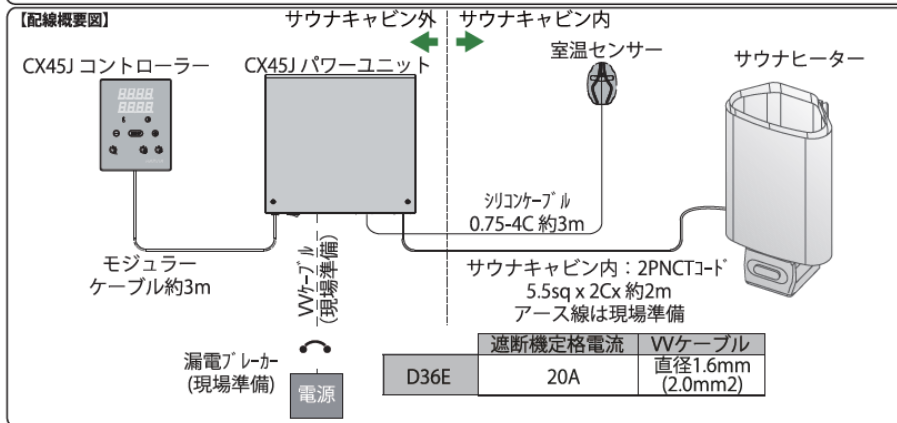 【配線概要図】
サウナキャビン外
サウナキャビン内
CX45J コントローラー
CX45J パワーユニット
室温センサー
サウナヒーター
8888
8888
シリコンケーブル
0.75-4C 約3m
モジュラー
ケーブル約3m
VVケーブル
(現場準備)
サウナキャビン内：2PNCTコード
5.5sq x 2Cx 約2m
アース線は現場準備
漏電ブレーカー
(現場準備)
電源
遮断機定格電流
VVケーブル
D36E
20A
直径1.6mm
(2.0mm2)